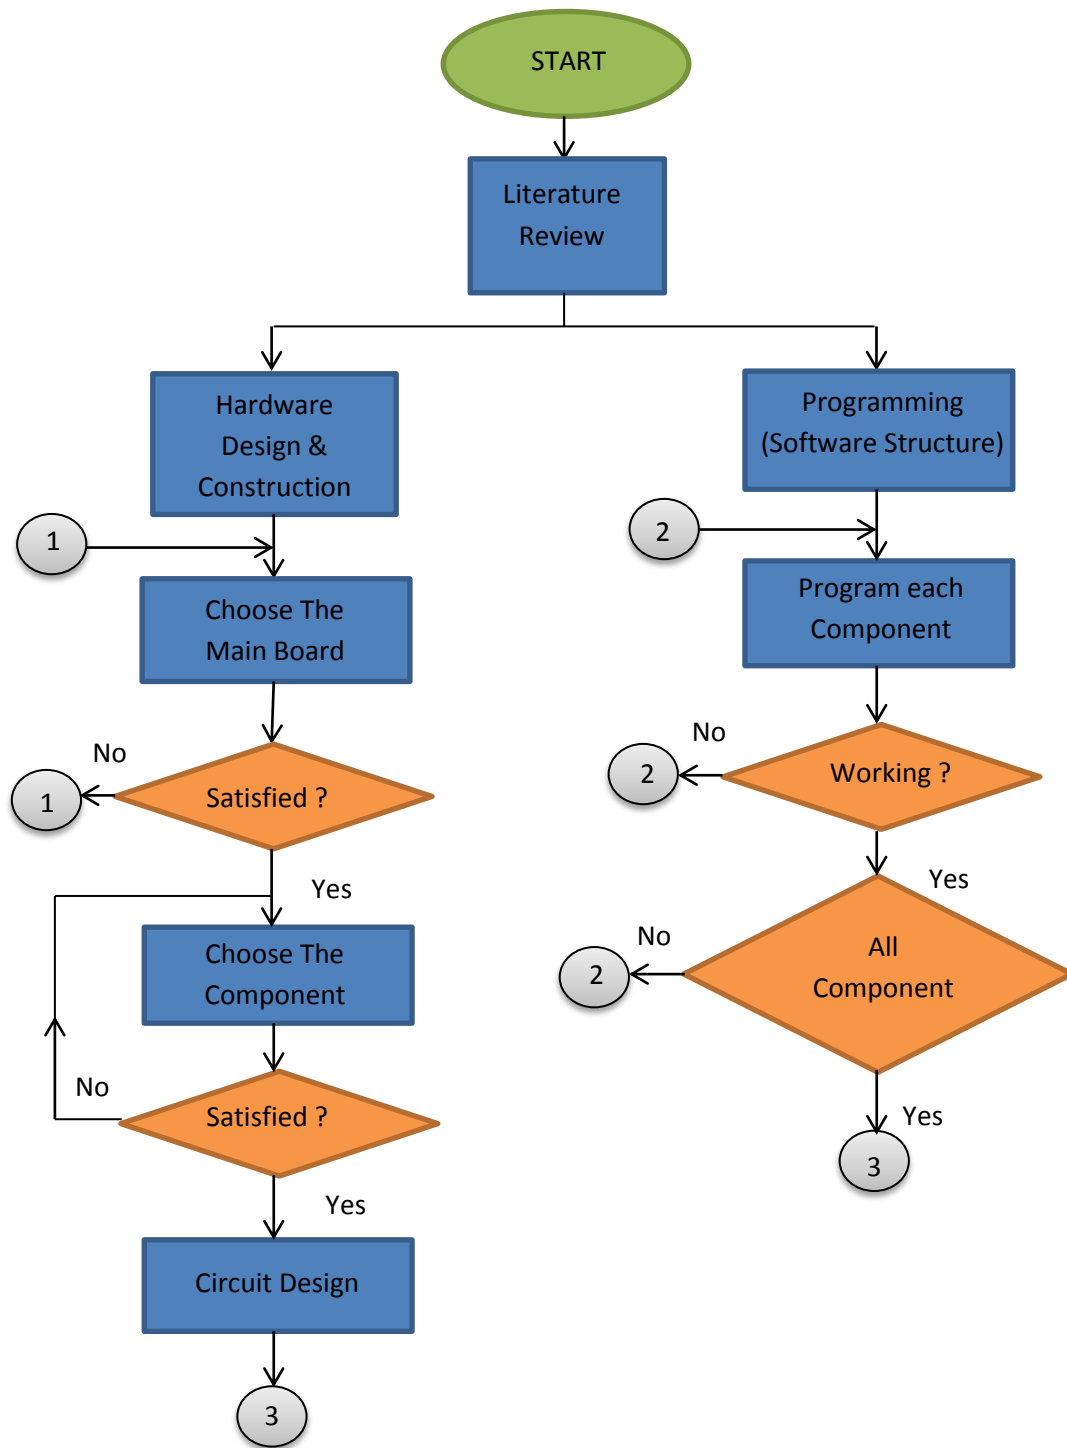 START
Literature
Review
Hardware
Design &
Construction
1
Choose The
Main Board
No
1
Satisfied ?
Yes
Choose The
Component
No
Satisfied ?
Yes
Circuit Design
3
Programming
(Software Structure)
2
Program each
Component
No
2
Working ?
Yes
No
2
All
Component
Yes
3